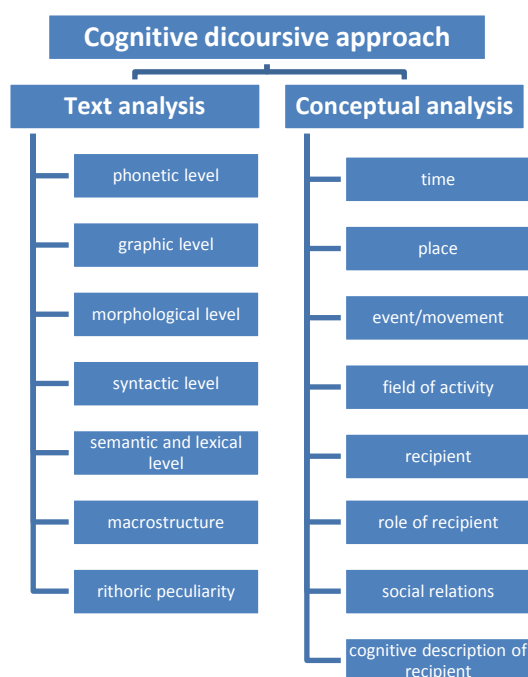 Cognitive dicoursive approach
Text analysis
phonetic level
graphic level
morphological level
syntactic level
semantic and lexical
level
macrostructure
rithoric peculiarity
Conceptual analysis
time
place
event/movement
field of activity
recipient
role of recipient
social relations
cognitive description of
recipient